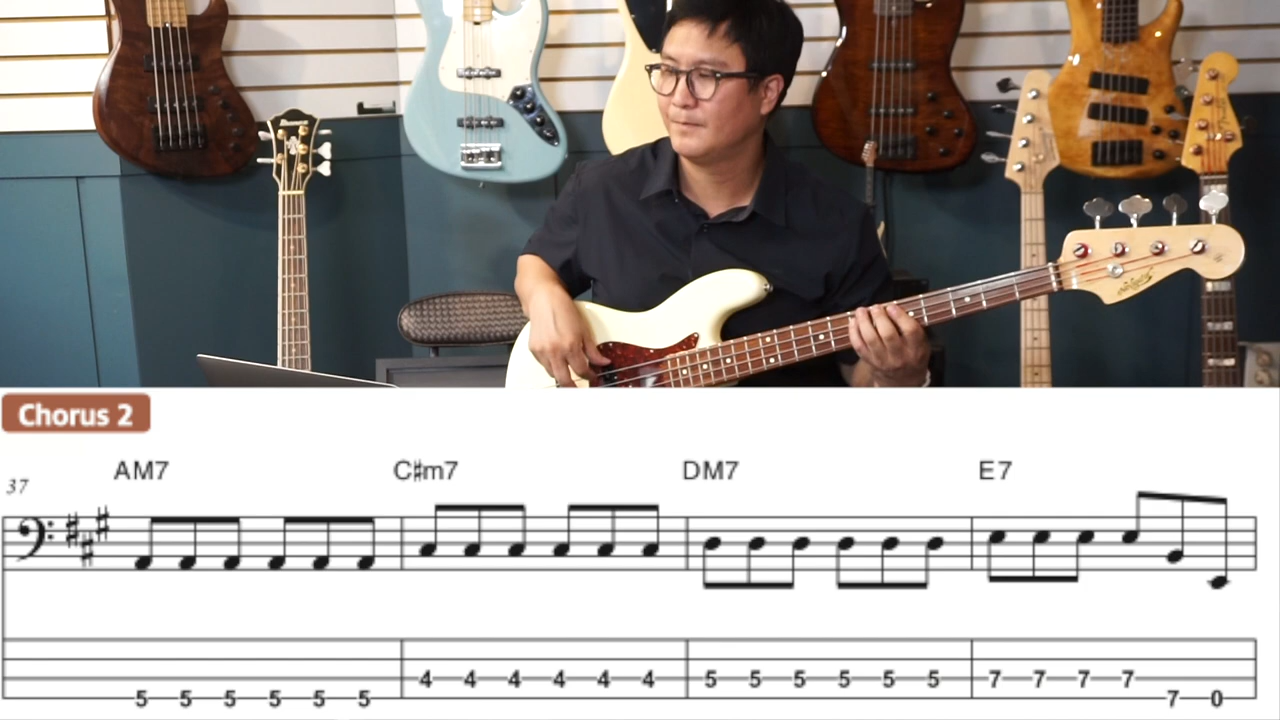 Ibanez
Chorus 2
AM7 C♯m7 DM7 E7
37
4 4 4 4 4 4 5 5 5 5 5 5 7 7 7 7
5 5 5 5 5 5 7 0